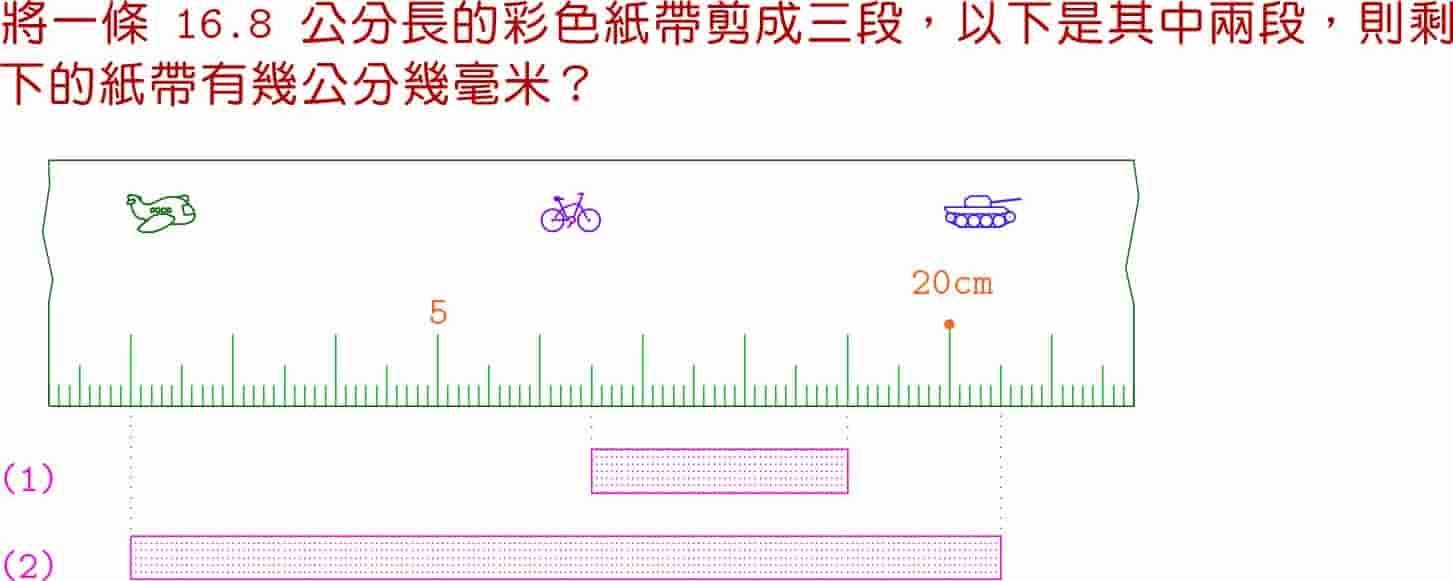 將一條 16.8 公分長的彩色紙帶剪成三段，以下是其中兩段，則剩
下的紙帶有幾公分幾毫米？
20cm
5
(1)
(2)